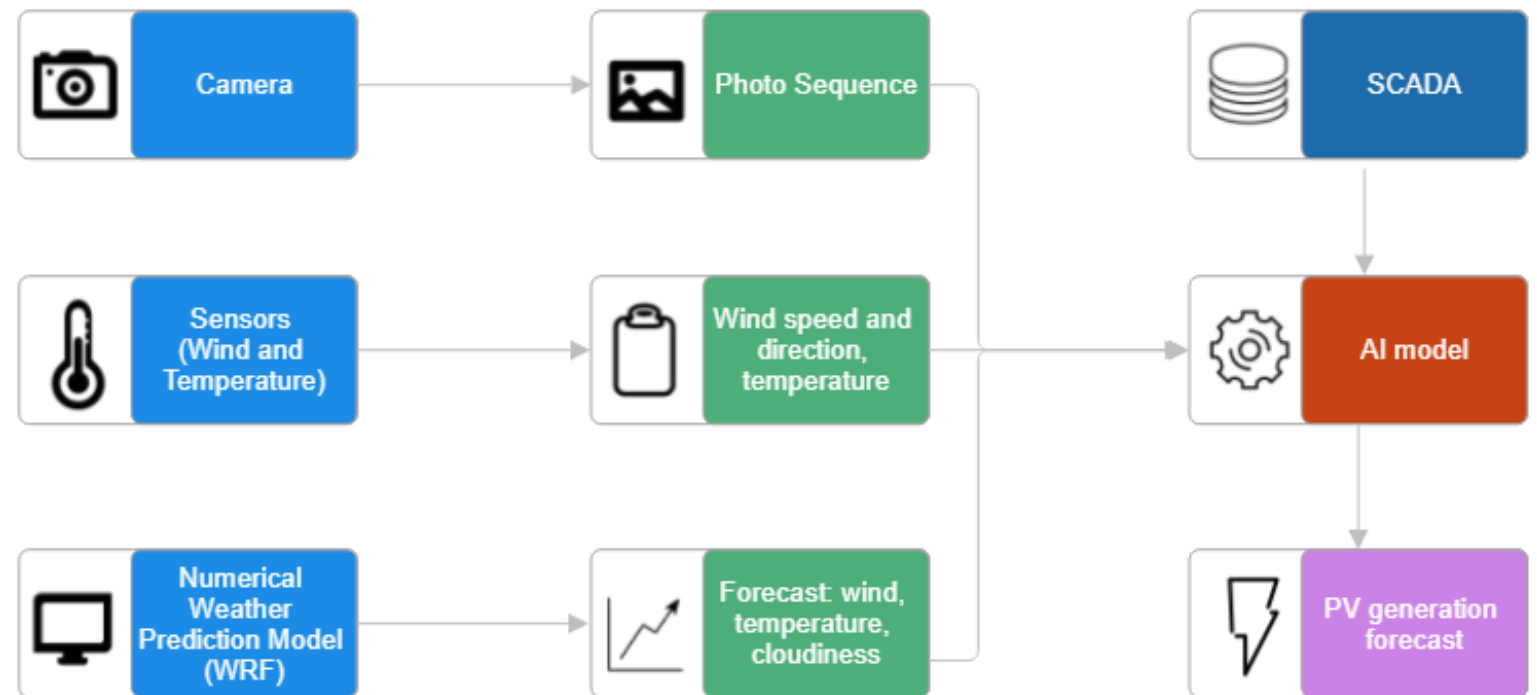 Camera
Photo Sequence
SCADA
Sensors
(Wind and
Temperature)
Wind speed and
direction,
temperature
AI model
Numerical
Weather
Prediction Model
(WRF)
Forecast: wind,
temperature,
cloudiness
PV generation
forecast